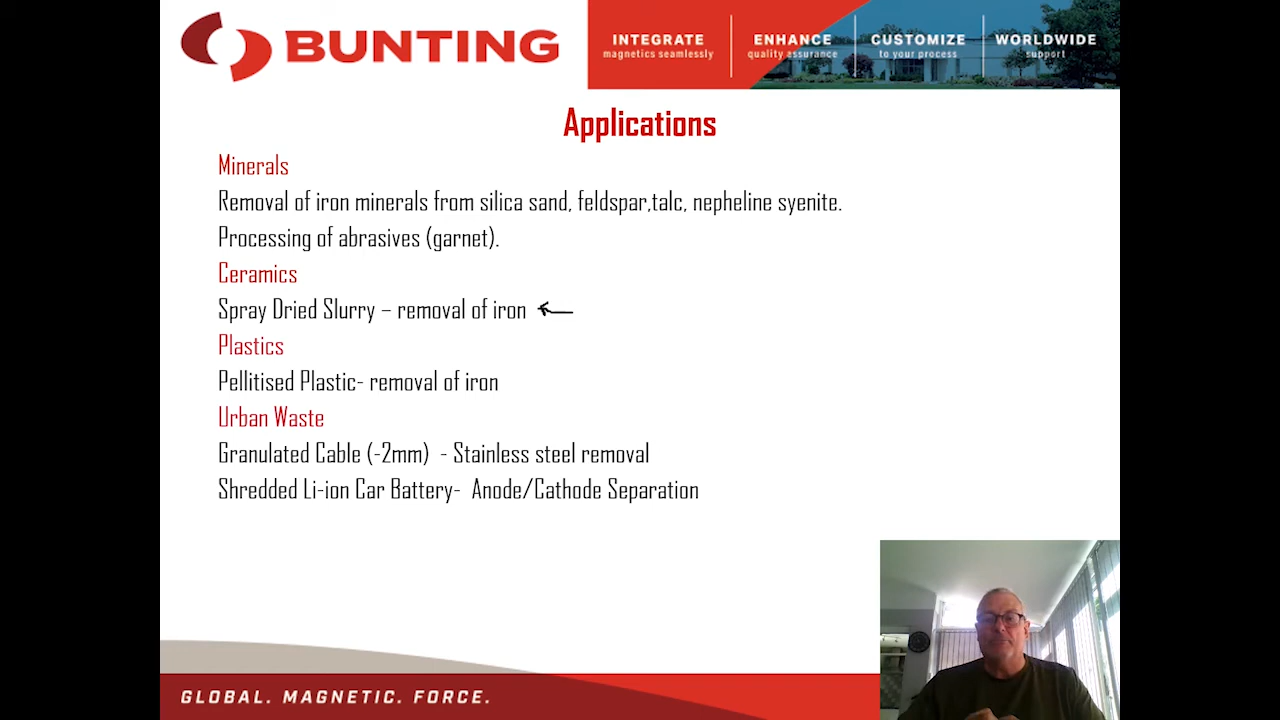 BUNTING
INTEGRATE
magnetics seamlessly
ENHANCE
quality assurance
CUSTOMIZE
to your process
WORLDWIDE
support
Applications
Minerals
Removal of iron minerals from silica sand, feldspar,talc, nepheline syenite.
Processing of abrasives (garnet).
Ceramics
Spray Dried Slurry – removal of iron
Plastics
Pellitised Plastic- removal of iron
Urban Waste
Granulated Cable (-2mm) - Stainless steel removal
Shredded Li-ion Car Battery- Anode/Cathode Separation
GLOBAL. MAGNETIC. FORCE.